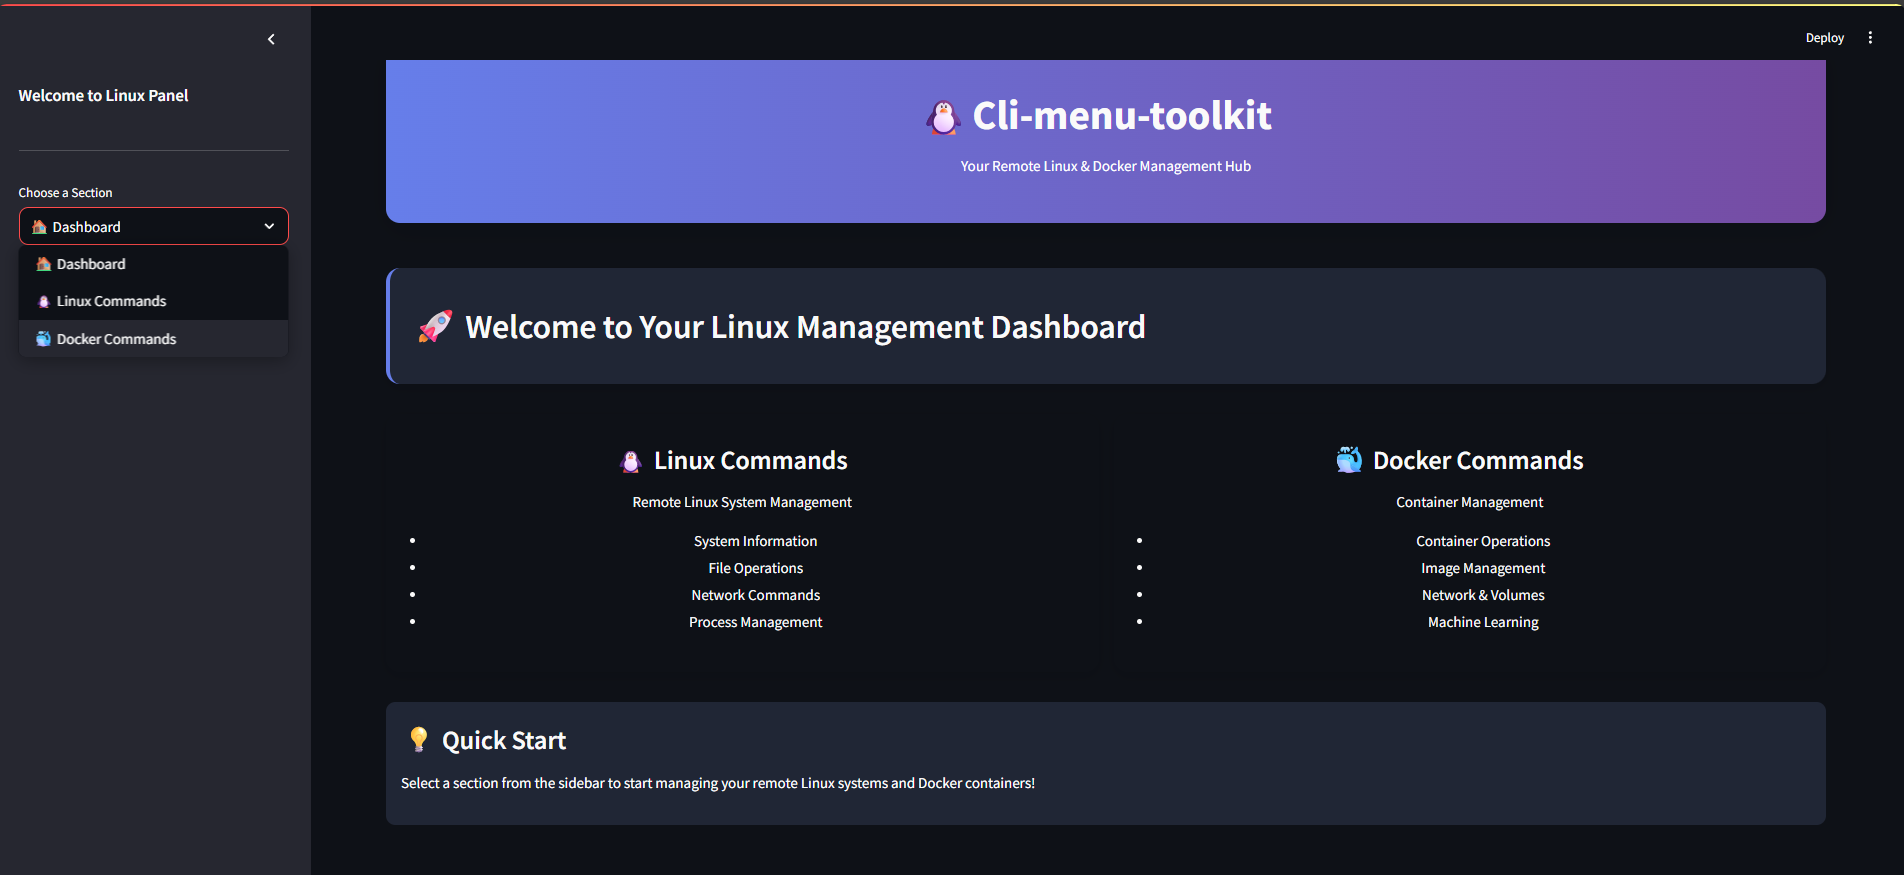 Deploy
Welcome to Linux Panel
Choose a Section
Dashboard
Dashboard
Linux Commands
Docker Commands
Cli-menu-toolkit
Your Remote Linux & Docker Management Hub
Welcome to Your Linux Management Dashboard
Linux Commands
Remote Linux System Management
• System Information
• File Operations
• Network Commands
• Process Management
Docker Commands
Container Management
• Container Operations
• Image Management
• Network & Volumes
• Machine Learning
Quick Start
Select a section from the sidebar to start managing your remote Linux systems and Docker containers!